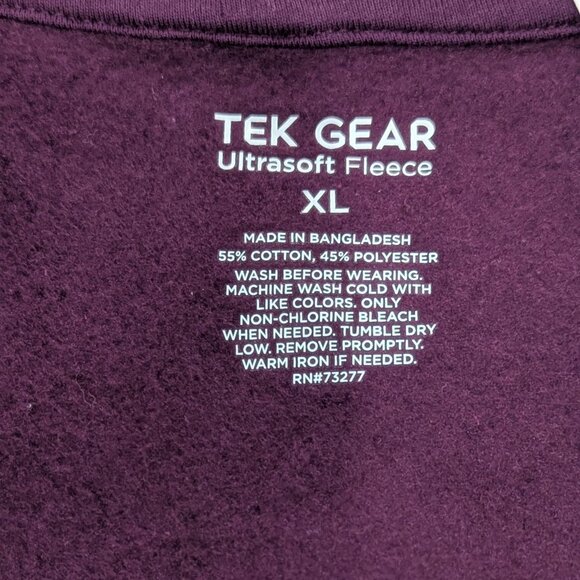 TEK GEAR
Ultrasoft Fleece
XL
MADE IN BANGLADESH
55% COTTON, 45% POLYESTER
WASH BEFORE WEARING.
MACHINE WASH COLD WITH
LIKE COLORS. ONLY
NON-CHLORINE BLEACH
WHEN NEEDED. TUMBLE DRY
LOW. REMOVE PROMPTLY.
WARM IRON IF NEEDED.
RN#73277